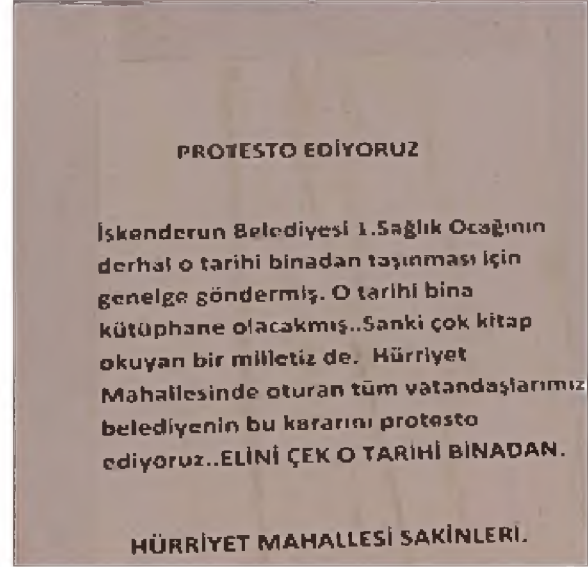 PROTESTO EDİYORUZ
İskenderun Belediyesi 1.Sağlık Ocağının
derhal o tarihi binadan taşınması için
genelge göndermiş. O tarihi bina
kütüphane olacakmış..Sanki çok kitap
okuyan bir milletiz de. Hürriyet
Mahallesinde oturan tüm vatandaşlarımız
belediyenin bu kararını protesto
ediyoruz..ELİNİ ÇEK O TARİHİ BİNADAN.
HÜRRİYET MAHALLESİ SAKİNLERİ.